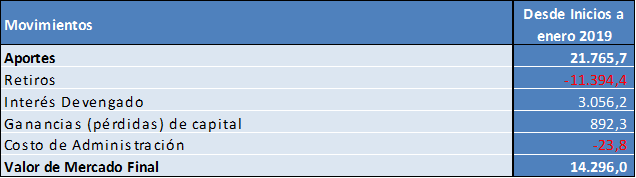 Movimientos
Desde Inicios a
enero 2019
Aportes 21.765,7
Retiros -11.394,4
Interés Devengado 3.056,2
Ganancias (pérdidas) de capital 892,3
Costo de Administración -23,8
Valor de Mercado Final 14.296,0